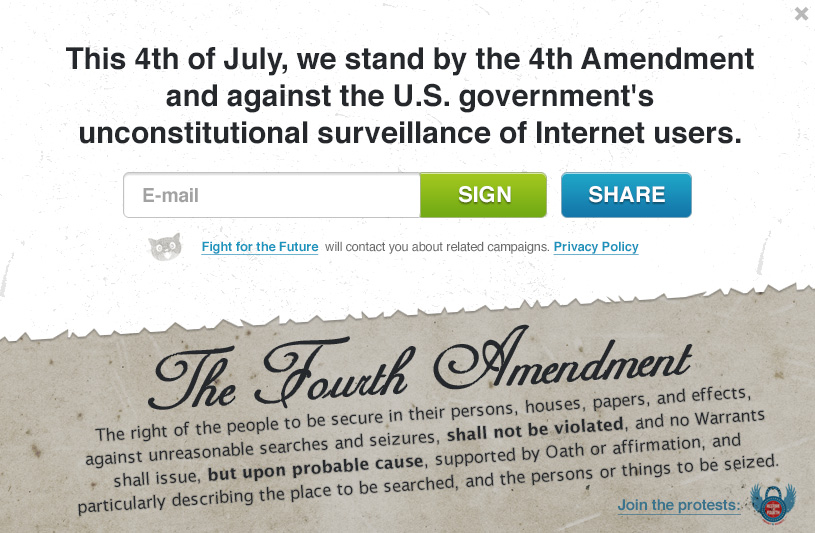 This 4th of July, we stand by the 4th Amendment
and against the U.S. government's
unconstitutional surveillance of Internet users.
E-mail
SIGN
SHARE
Fight for the Future will contact you about related campaigns. Privacy Policy
The Fourth Amendment
The right of the people to be secure in their persons, houses, papers, and effects,
against unreasonable searches and seizures, shall not be violated, and no Warrants
shall issue, but upon probable cause, supported by Oath or affirmation, and
particularly describing the place to be searched, and the persons or things to be seized.
Join the protests: